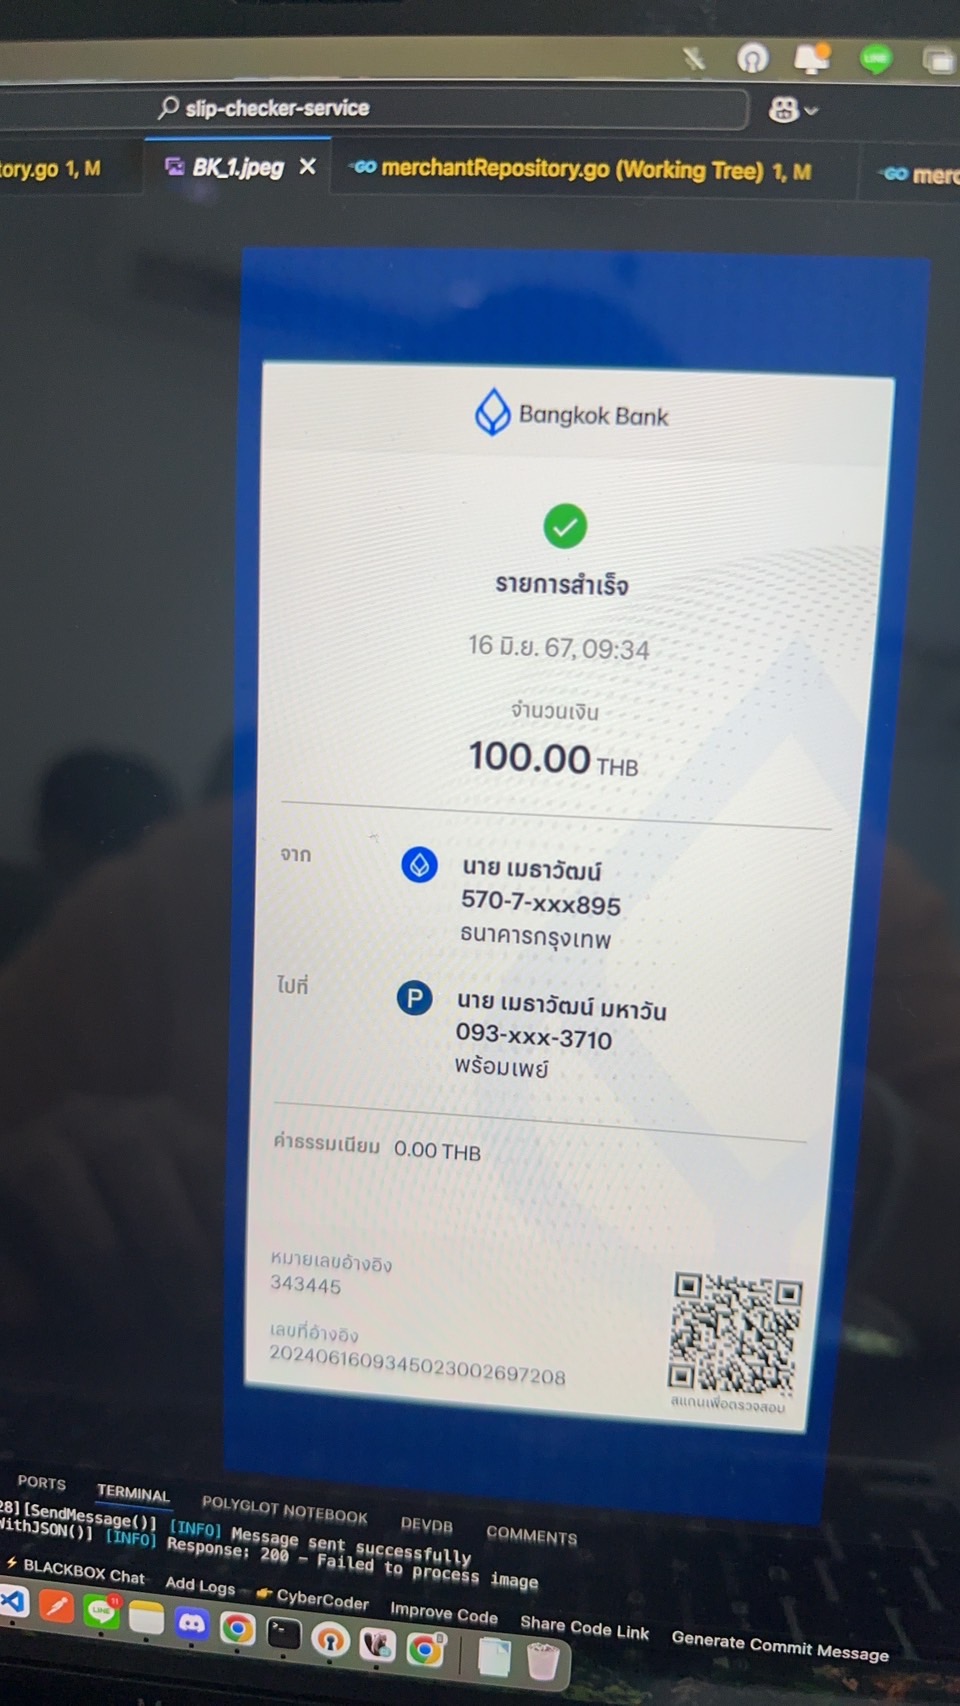 slip-checker-service
tory.go 1, M
BK_1.jpeg
GO merchantRepository.go (Working Tree) 1, M
GO merc
Bangkok Bank
รายการสำเร็จ
16 มิ.ย. 67, 09:34
จำนวนเงิน
100.00 THB
จาก
นาย เมธาวัฒน์
570-7-xxx895
ธนาคารกรุงเทพ
ไปที่
P
นาย เมธาวัฒน์ มหาวัน
093-xxx-3710
พร้อมเพย์
ค่าธรรมเนียม 0.00 THB
หมายเลขอ้างอิง
343445
เลขที่อ้างอิง
2024061609345023002697208
สแกนเพื่อตรวจสอบ
PORTS TERMINAL POLYGLOT NOTEBOOK DEVDB COMMENTS
28][SendMessage()] [INFO] Message sent successfully
WithJSON()] [INFO] Response: 200 – Failed to process image
BLACKBOX Chat Add Logs CyberCoder Improve Code Share Code Link Generate Commit Message
LINE
11